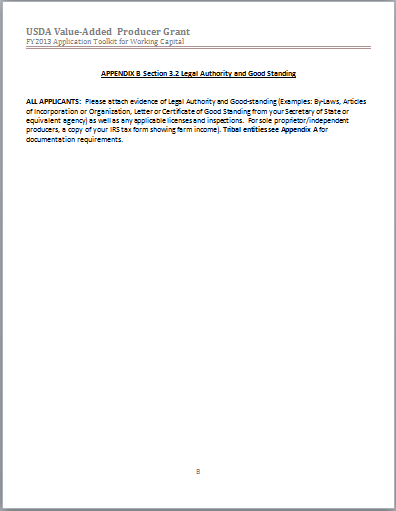 USDA Value-Added Producer Grant
FY2013 Application Toolkit for Working Capital
APPENDIX B Section 3.2 Legal Authority and Good Standing
ALL APPLICANTS: Please attach evidence of Legal Authority and Good-standing (Examples: By-Laws, Articles
of Incorporation or Organization, Letter or Certificate of Good Standing from your Secretary of State or
equivalent agency) as well as any applicable licenses and inspections. For sole proprietor/independent
producers, a copy of your IRS tax form showing farm income). Tribal entities see Appendix A for
documentation requirements.
B